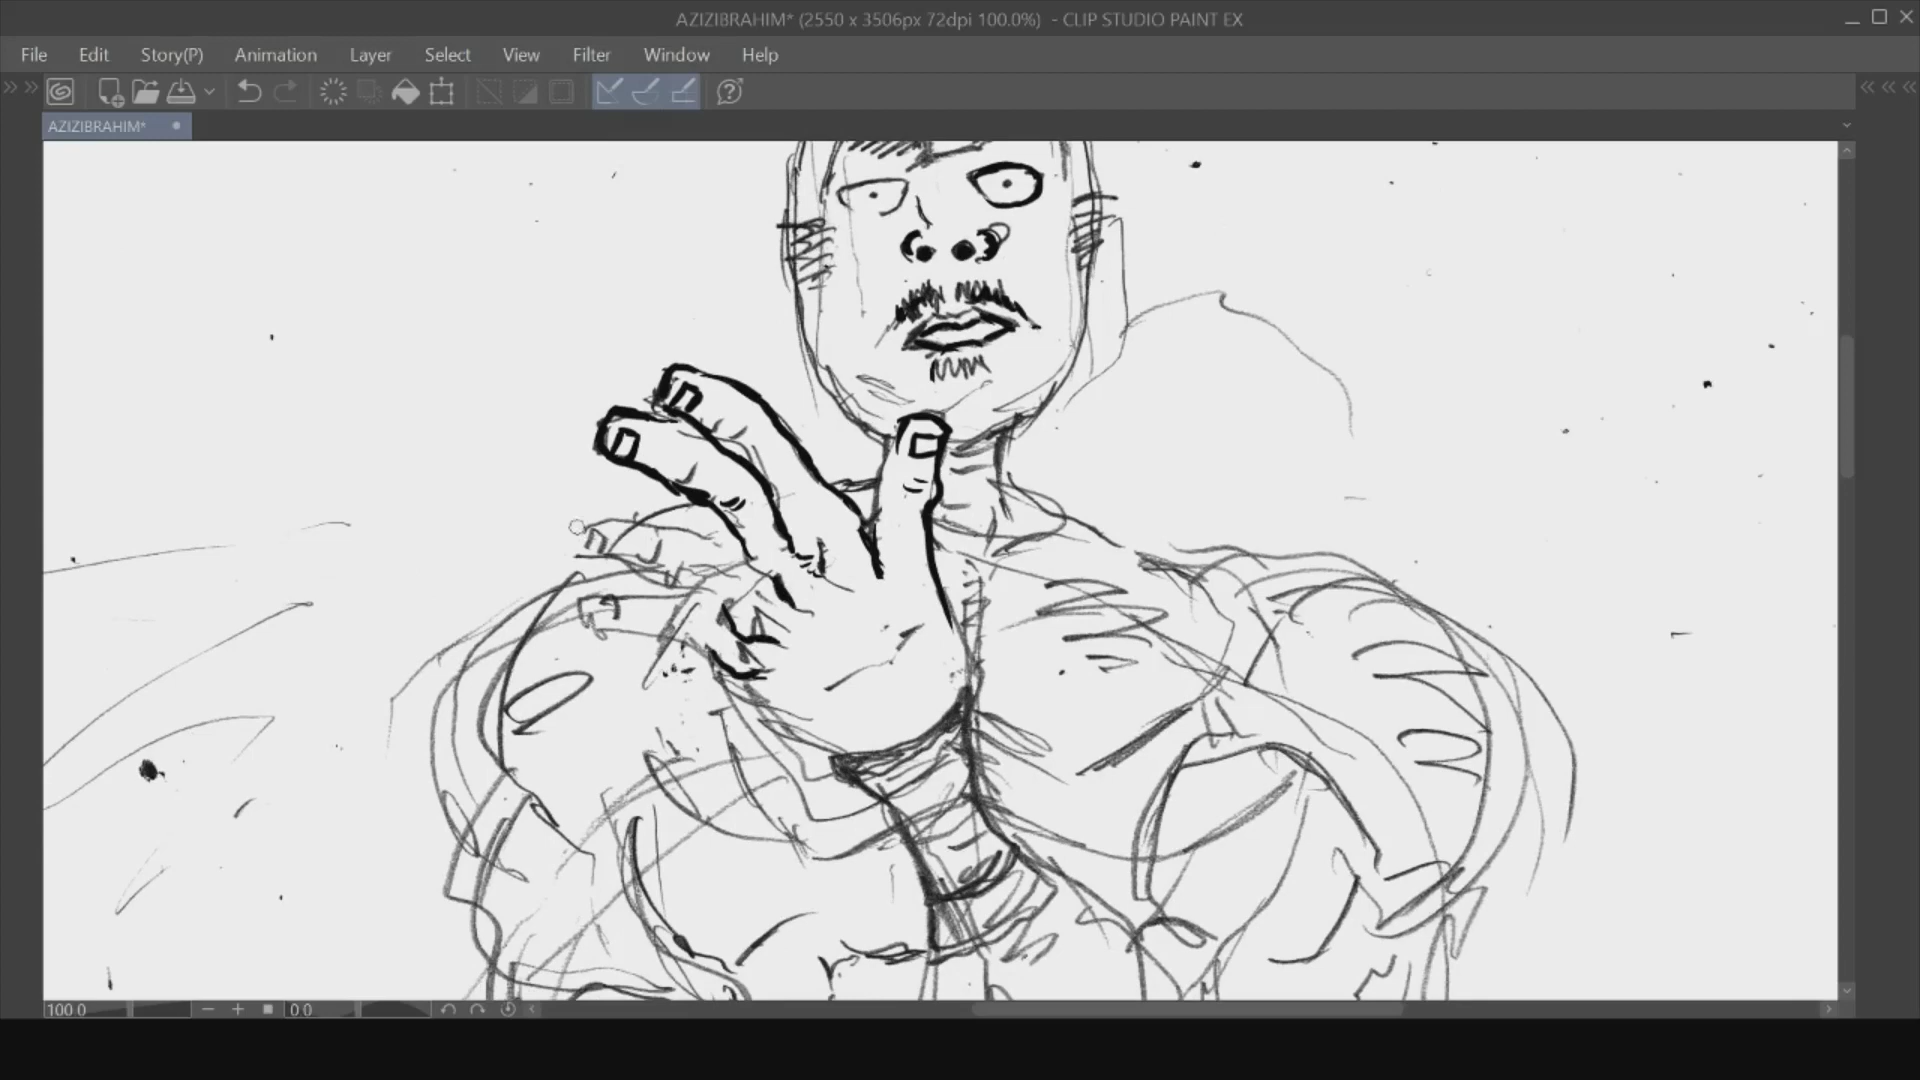 AZIZIBRAHIM* (2550 x 3506px 72dpi 100.0%) - CLIP STUDIO PAINT EX
File Edit Story(P) Animation Layer Select View Filter Window Help
AZIZIBRAHIM*
100 0 0 0